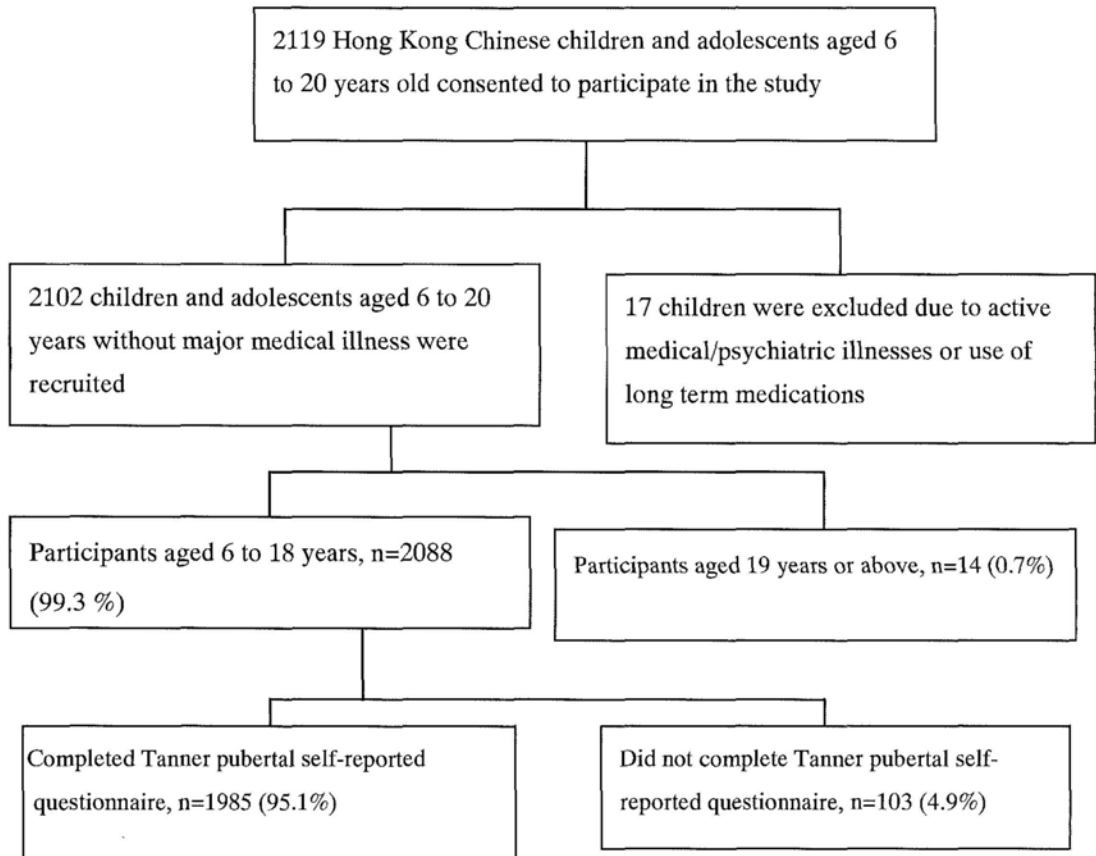 2119 Hong Kong Chinese children and adolescents aged 6
to 20 years old consented to participate in the study
2102 children and adolescents aged 6 to 20
years without major medical illness were
recruited
17 children were excluded due to active
medical/psychiatric illnesses or use of
long term medications
Participants aged 6 to 18 years, n=2088
(99.3 %)
Participants aged 19 years or above, n=14 (0.7%)
Completed Tanner pubertal self-reported
questionnaire, n=1985 (95.1%)
Did not complete Tanner pubertal self-
reported questionnaire, n=103 (4.9%)